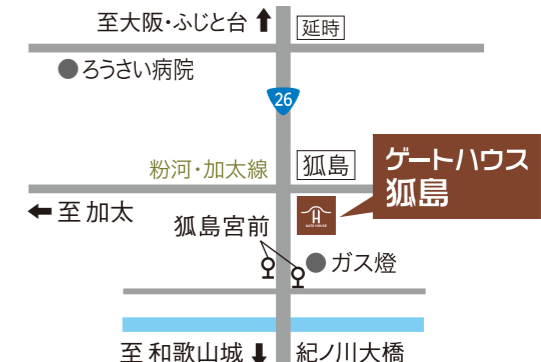 至大阪・ふじと台
延時
ろうさい病院
26
粉河・加太線
狐島
ゲートハウス
狐島
至加太
狐島宮前
GATE HOUSE
ガス燈
至和歌山城
紀ノ川大橋